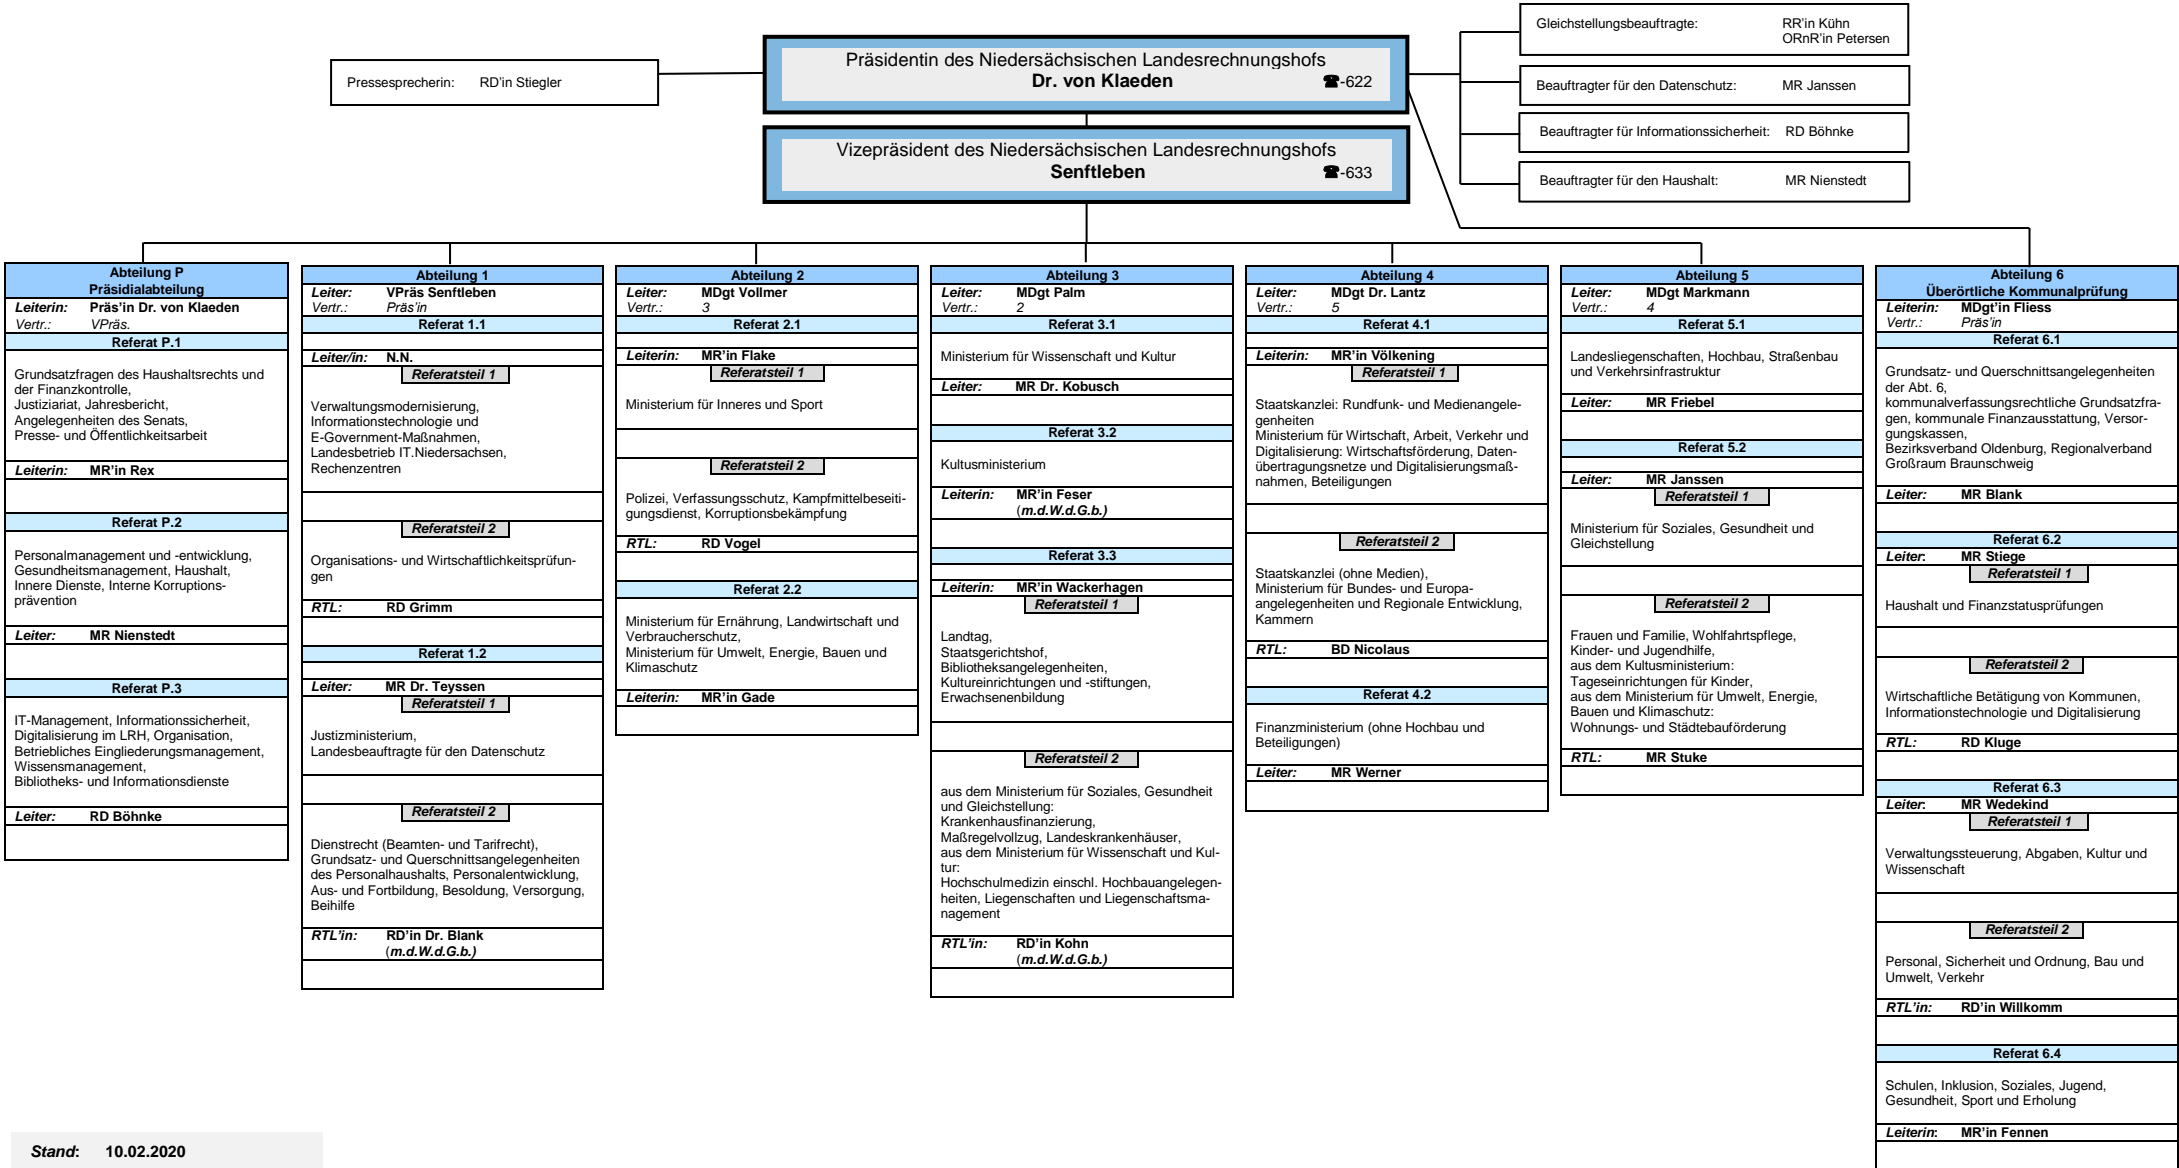 Pressesprecherin: RD'in Stiegler
Präsidentin des Niedersächsischen Landesrechnungshofs
Dr. von Klaeden ☎-622
Vizepräsident des Niedersächsischen Landesrechnungshofs
Senftleben ☎-633
Gleichstellungsbeauftragte: RR'in Kühn
ORnR'in Petersen
Beauftragter für den Datenschutz: MR Janssen
Beauftragter für Informationssicherheit: RD Böhnke
Beauftragter für den Haushalt: MR Nienstedt
Abteilung P
Präsidialabteilung
Leiterin: Präs'in Dr. von Klaeden
Vertr.: VPräs.
Referat P.1
Grundsatzfragen des Haushaltsrechts und
der Finanzkontrolle,
Justiziariat, Jahresbericht,
Angelegenheiten des Senats,
Presse- und Öffentlichkeitsarbeit
Leiterin: MR'in Rex
Referat P.2
Personalmanagement und -entwicklung,
Gesundheitsmanagement, Haushalt,
Innere Dienste, Interne Korruptions-
prävention
Leiter: MR Nienstedt
Referat P.3
IT-Management, Informationssicherheit,
Digitalisierung im LRH, Organisation,
Betriebliches Eingliederungsmanagement,
Wissensmanagement,
Bibliotheks- und Informationsdienste
Leiter: RD Böhnke
Abteilung 1
Leiter: VPräs Senftleben
Vertr.: Präs'in
Referat 1.1
Leiter/in: N.N.
Referatsteil 1
Verwaltungsmodernisierung,
Informationstechnologie und
E-Government-Maßnahmen,
Landesbetrieb IT.Niedersachsen,
Rechenzentren
Referatsteil 2
Organisations- und Wirtschaftlichkeitsprüfun-
gen
RTL: RD Grimm
Referat 1.2
Leiter: MR Dr. Teyssen
Referatsteil 1
Justizministerium,
Landesbeauftragte für den Datenschutz
Referatsteil 2
Dienstrecht (Beamten- und Tarifrecht),
Grundsatz- und Querschnittsangelegenheiten
des Personalhaushalts, Personalentwicklung,
Aus- und Fortbildung, Besoldung, Versorgung,
Beihilfe
RTL'in: RD'in Dr. Blank
(m.d.W.d.G.b.)
Abteilung 2
Leiter: MDgt Vollmer
Vertr.: 3
Referat 2.1
Leiterin: MR'in Flake
Referatsteil 1
Ministerium für Inneres und Sport
Referatsteil 2
Polizei, Verfassungsschutz, Kampfmittelbeseiti-
gungsdienst, Korruptionsbekämpfung
RTL: RD Vogel
Referat 2.2
Ministerium für Ernährung, Landwirtschaft und
Verbraucherschutz,
Ministerium für Umwelt, Energie, Bauen und
Klimaschutz
Leiterin: MR'in Gade
Abteilung 3
Leiter: MDgt Palm
Vertr.: 2
Referat 3.1
Ministerium für Wissenschaft und Kultur
Leiter: MR Dr. Kobusch
Referat 3.2
Kultusministerium
Leiterin: MR'in Feser
(m.d.W.d.G.b.)
Referat 3.3
Leiterin: MR'in Wackerhagen
Referatsteil 1
Landtag,
Staatsgerichtshof,
Bibliotheksangelegenheiten,
Kultureinrichtungen und -stiftungen,
Erwachsenenbildung
Referatsteil 2
aus dem Ministerium für Soziales, Gesundheit
und Gleichstellung:
Krankenhausfinanzierung,
Maßregelvollzug, Landeskrankenhäuser,
aus dem Ministerium für Wissenschaft und Kul-
tur:
Hochschulmedizin einschl. Hochbauangelegen-
heiten, Liegenschaften und Liegenschaftsma-
nagement
RTL'in: RD'in Kohn
(m.d.W.d.G.b.)
Abteilung 4
Leiter: MDgt Dr. Lantz
Vertr.: 5
Referat 4.1
Leiterin: MR'in Völkening
Referatsteil 1
Staatskanzlei: Rundfunk- und Medienangele-
genheiten
Ministerium für Wirtschaft, Arbeit, Verkehr und
Digitalisierung: Wirtschaftsförderung, Daten-
übertragungsnetze und Digitalisierungsmaß-
nahmen, Beteiligungen
Referatsteil 2
Staatskanzlei (ohne Medien),
Ministerium für Bundes- und Europa-
angelegenheiten und Regionale Entwicklung,
Kammern
RTL: BD Nicolaus
Referat 4.2
Finanzministerium (ohne Hochbau und
Beteiligungen)
Leiter: MR Werner
Abteilung 5
Leiter: MDgt Markmann
Vertr.: 4
Referat 5.1
Landesliegenschaften, Hochbau, Straßenbau
und Verkehrsinfrastruktur
Leiter: MR Friebel
Referat 5.2
Leiter: MR Janssen
Referatsteil 1
Ministerium für Soziales, Gesundheit und
Gleichstellung
Referatsteil 2
Frauen und Familie, Wohlfahrtspflege,
Kinder- und Jugendhilfe,
aus dem Kultusministerium:
Tageseinrichtungen für Kinder,
aus dem Ministerium für Umwelt, Energie,
Bauen und Klimaschutz:
Wohnungs- und Städtebauförderung
RTL: MR Stuke
Abteilung 6
Überörtliche Kommunalprüfung
Leiterin: MDgt'in Fliess
Vertr.: Präs'in
Referat 6.1
Grundsatz- und Querschnittsangelegenheiten
der Abt. 6,
kommunalverfassungsrechtliche Grundsatzfra-
gen, kommunale Finanzausstattung, Versor-
gungskassen,
Bezirksverband Oldenburg, Regionalverband
Großraum Braunschweig
Leiter: MR Blank
Referat 6.2
Leiter: MR Stiege
Referatsteil 1
Haushalt und Finanzstatusprüfungen
Referatsteil 2
Wirtschaftliche Betätigung von Kommunen,
Informationstechnologie und Digitalisierung
RTL: RD Kluge
Referat 6.3
Leiter: MR Wedekind
Referatsteil 1
Verwaltungssteuerung, Abgaben, Kultur und
Wissenschaft
Referatsteil 2
Personal, Sicherheit und Ordnung, Bau und
Umwelt, Verkehr
RTL'in: RD'in Willkomm
Referat 6.4
Schulen, Inklusion, Soziales, Jugend,
Gesundheit, Sport und Erholung
Leiterin: MR'in Fennen
Stand: 10.02.2020